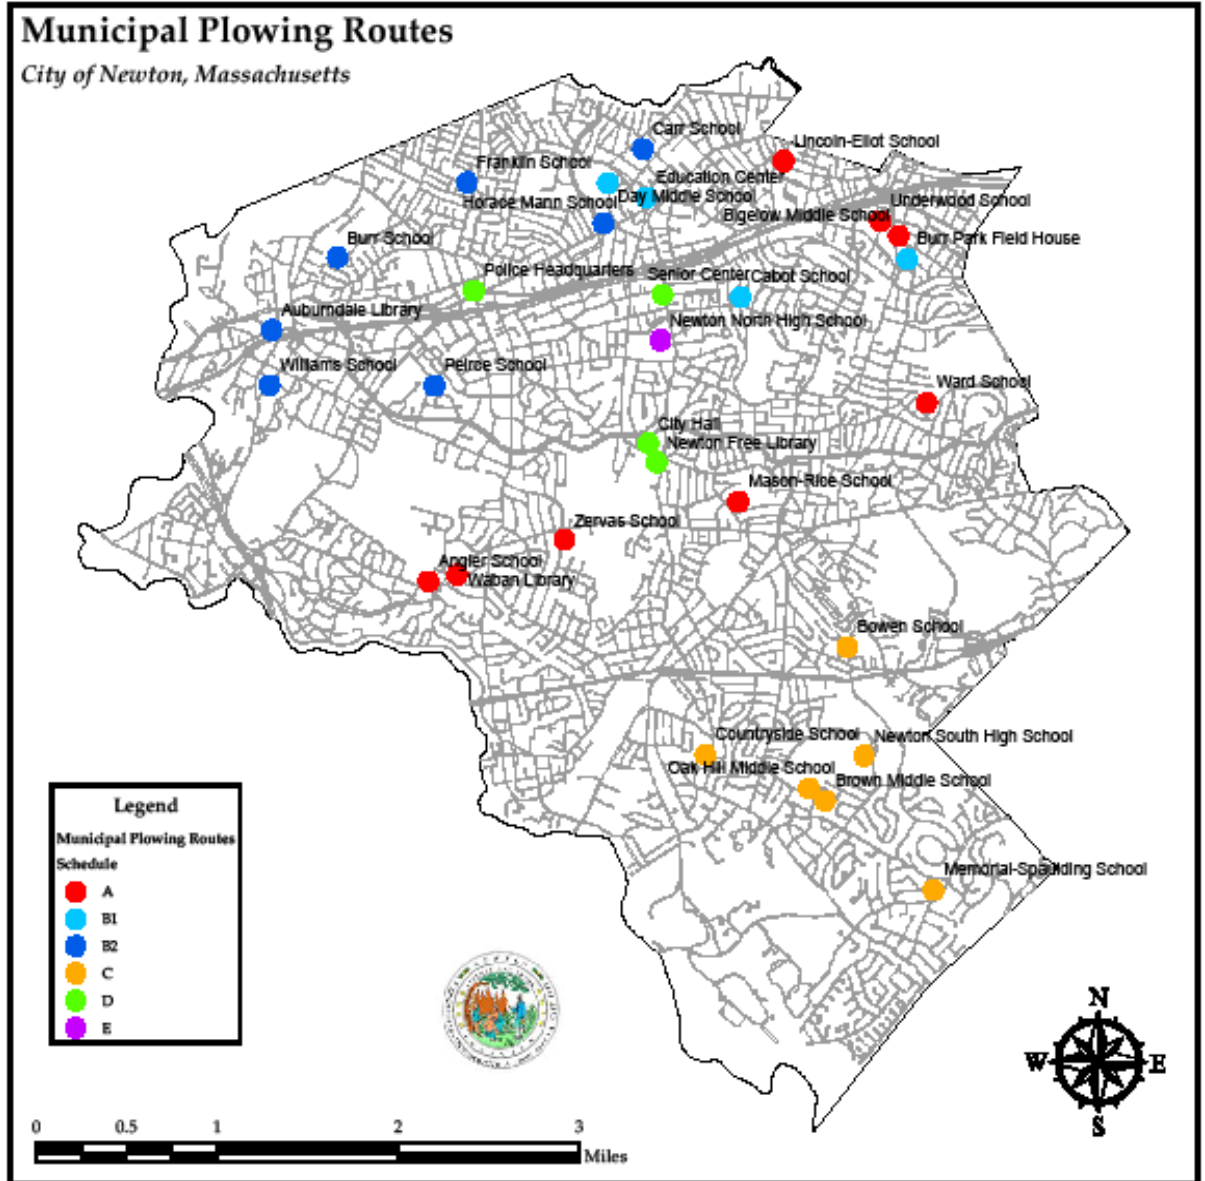 Municipal Plowing Routes
City of Newton, Massachusetts
Carr School
Lincoln-Eliot School
Franklin School
Education Center
Horace Mann School
Day Middle School
Underwood School
Bigelow Middle School
Burr School
Burr Park Field House
Police Headquarters
Senior Center
Cabot School
Auburndale Library
Newton North High School
Williams School
Peirce School
Ward School
City Hall
Newton Free Library
Mason-Rice School
Zervas School
Angier School
Waban Library
Bowen School
Countryside School
Newton South High School
Oak Hill Middle School
Brown Middle School
Memorial-Spaulding School
Legend
Municipal Plowing Routes
Schedule
A
B1
B2
C
D
E
N
W
E
S
0 0.5 1 2 3
Miles